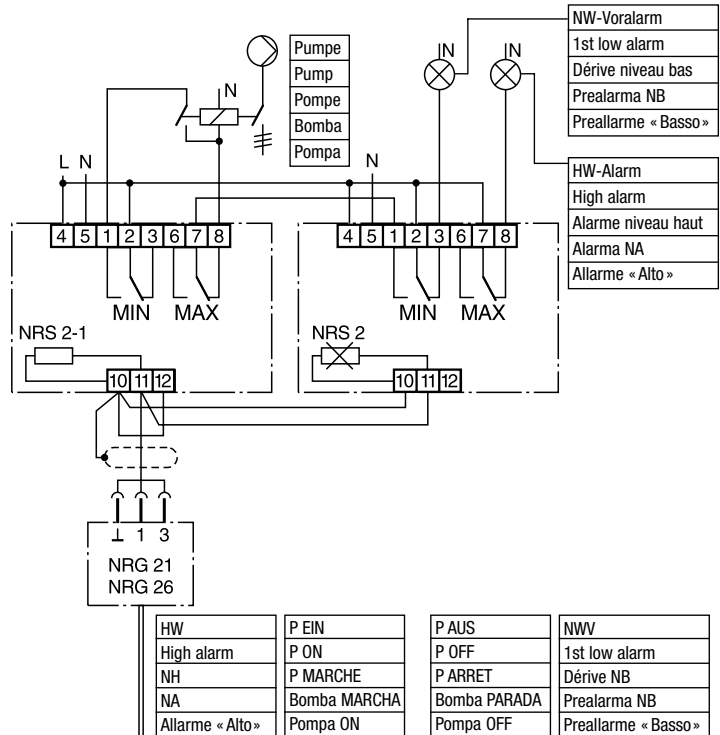 Pumpe
Pump
Pompe
Bomba
Pompa
N
N
N
NW-Voralarm
1st low alarm
Dérive niveau bas
Prealarma NB
Preallarme « Basso »
HW-Alarm
High alarm
Alarme niveau haut
Alarma NA
Allarme « Alto »
L N
N
4 5 1 2 3 6 7 8
4 5 1 2 3 6 7 8
MIN MAX
MIN MAX
NRS 2-1
NRS 2
10 11 12
10 11 12
⊥ 1 3
NRG 21
NRG 26
HW
High alarm
NH
NA
Allarme « Alto »
P EIN
P ON
P MARCHE
Bomba MARCHA
Pompa ON
P AUS
P OFF
P ARRET
Bomba PARADA
Pompa OFF
NWV
1st low alarm
Dérive NB
Prealarma NB
Preallarme « Basso »